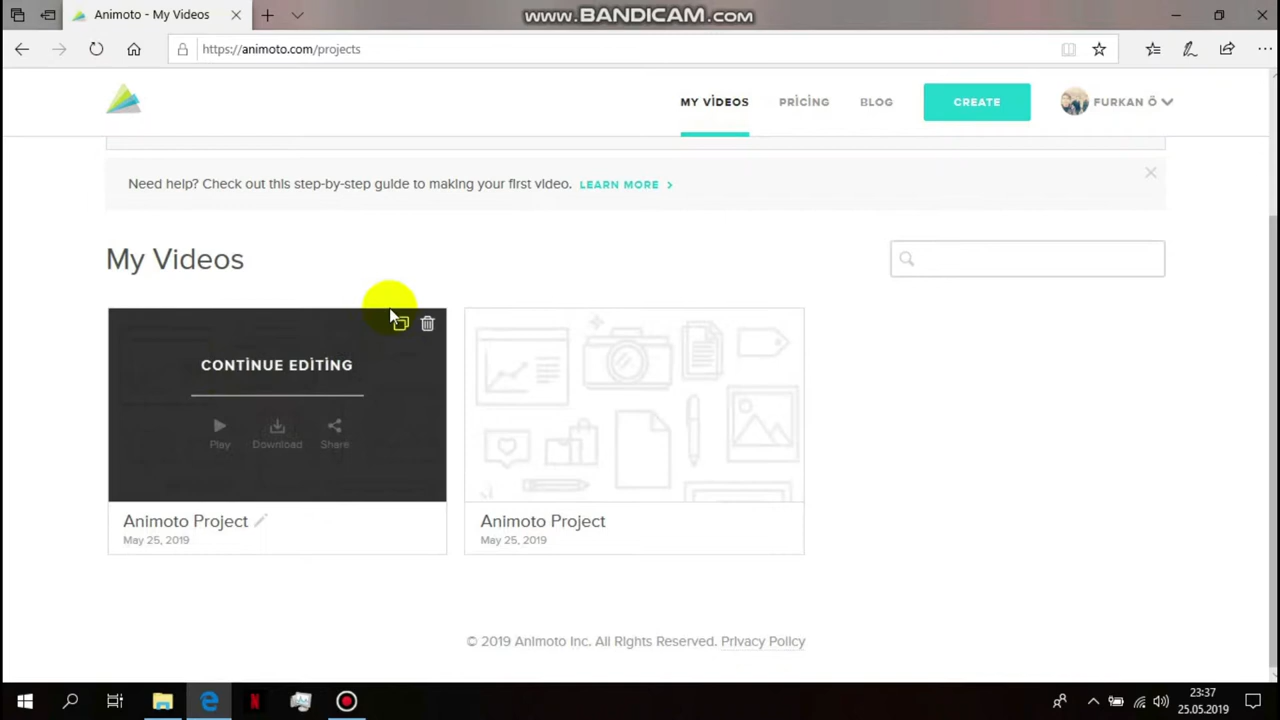 Animoto - My Videos
www.BANDICAM.com
https://animoto.com/projects
MY VİDEOS
PRİCİNG
BLOG
CREATE
FURKAN Ö
Need help? Check out this step-by-step guide to making your first video. LEARN MORE >
My Videos
CONTİNUE EDİTİNG
Play
Download
Share
Animoto Project
May 25, 2019
Animoto Project
May 25, 2019
© 2019 Animoto Inc. All Rights Reserved. Privacy Policy
23:37
25.05.2019